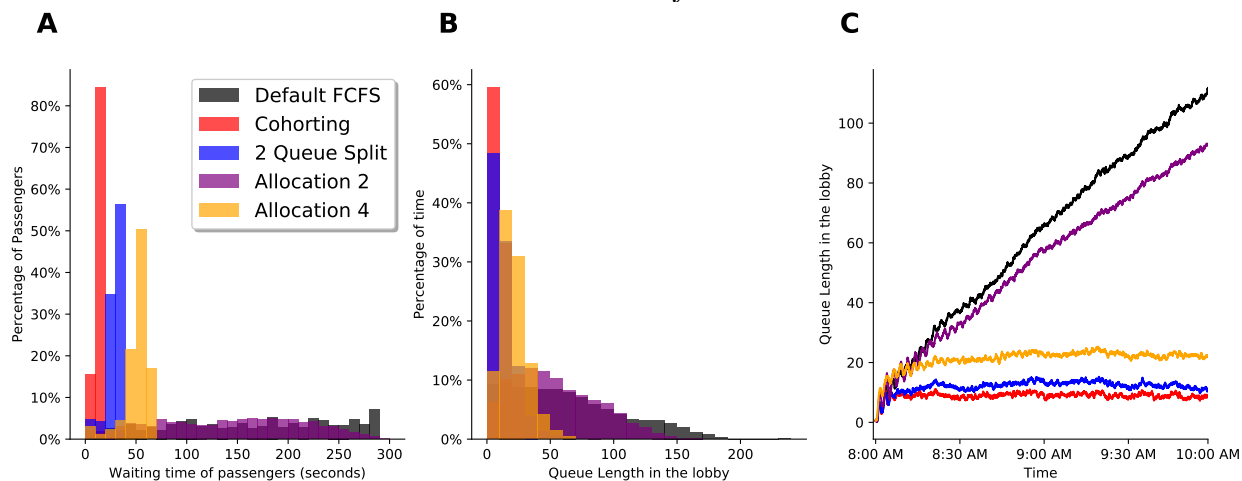 A
B
C
Default FCFS
Cohorting
2 Queue Split
Allocation 2
Allocation 4
Percentage of Passengers
80%
70%
60%
50%
40%
30%
20%
10%
0%
0 50 100 150 200 250 300
Waiting time of passengers (seconds)
Percentage of time
60%
50%
40%
30%
20%
10%
0%
0 50 100 150 200
Queue Length in the lobby
Queue Length in the lobby
100
80
60
40
20
0
8:00 AM 8:30 AM 9:00 AM 9:30 AM 10:00 AM
Time